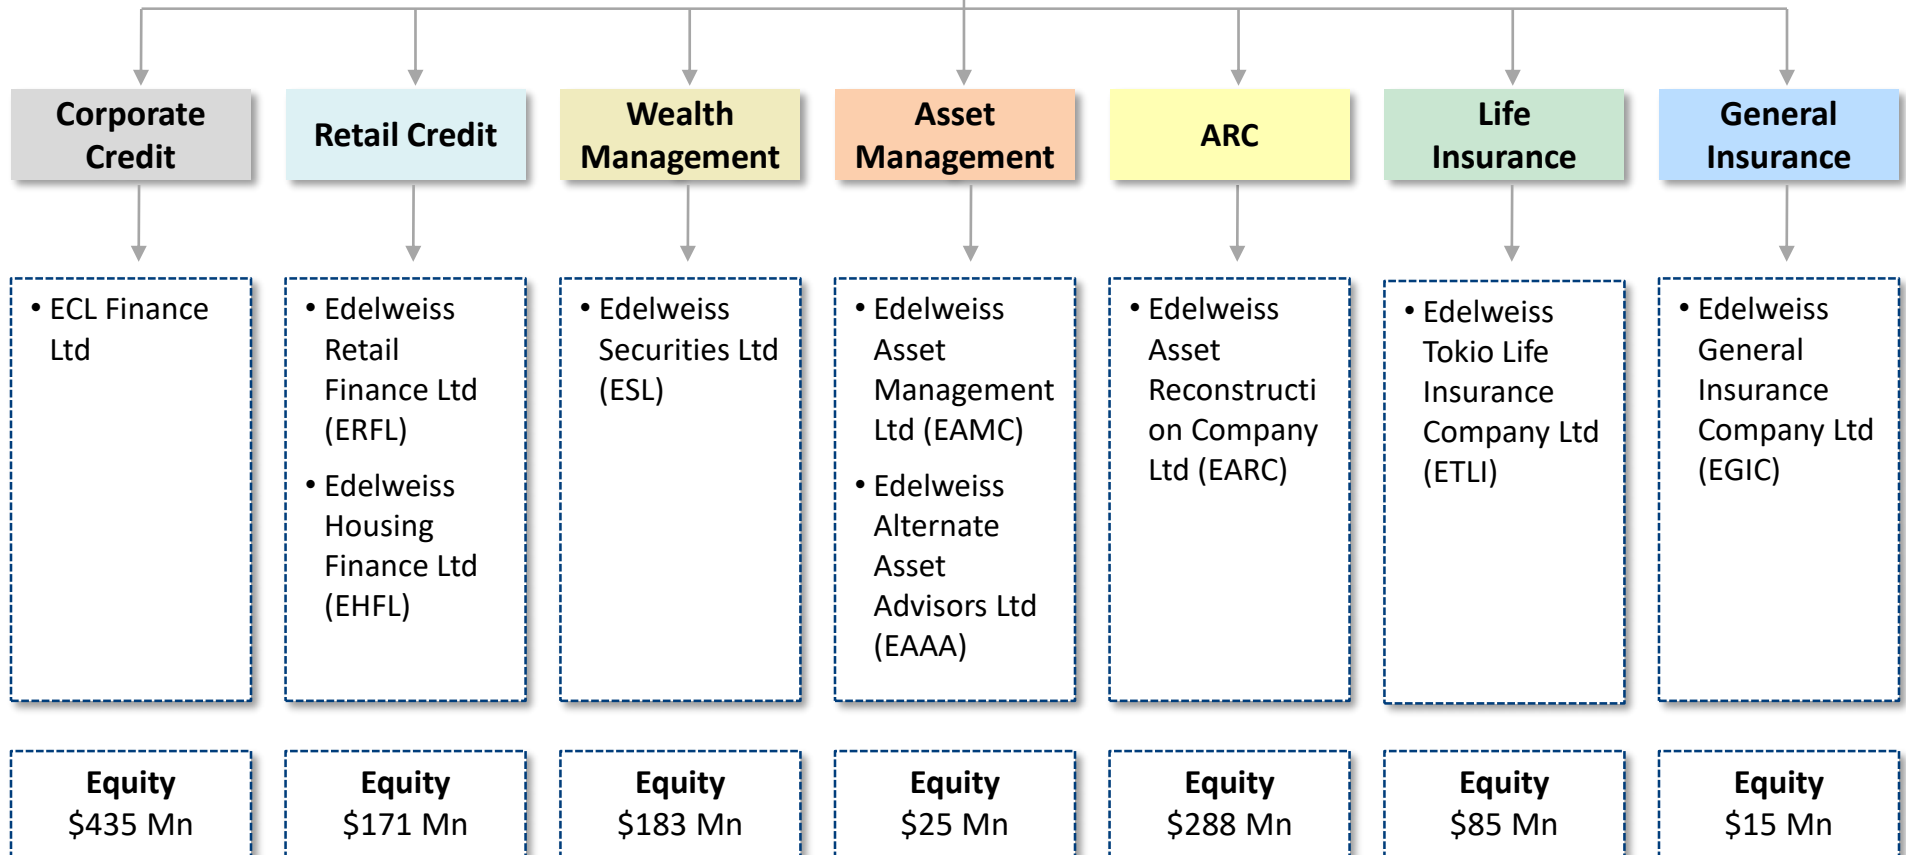 Corporate
Credit
Retail Credit
Wealth
Management
Asset
Management
ARC
Life
Insurance
General
Insurance
• ECL Finance
Ltd
• Edelweiss
Retail
Finance Ltd
(ERFL)
• Edelweiss
Housing
Finance Ltd
(EHFL)
• Edelweiss
Securities Ltd
(ESL)
• Edelweiss
Asset
Management
Ltd (EAMC)
• Edelweiss
Alternate
Asset
Advisors Ltd
(EAAA)
• Edelweiss
Asset
Reconstructi
on Company
Ltd (EARC)
• Edelweiss
Tokio Life
Insurance
Company Ltd
(ETLI)
• Edelweiss
General
Insurance
Company Ltd
(EGIC)
Equity
$435 Mn
Equity
$171 Mn
Equity
$183 Mn
Equity
$25 Mn
Equity
$288 Mn
Equity
$85 Mn
Equity
$15 Mn